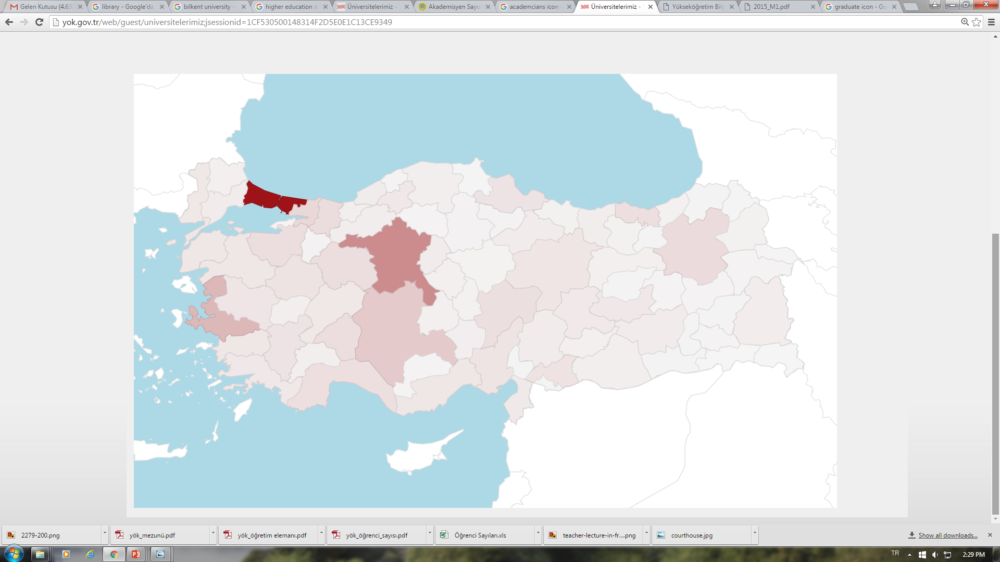 Gelen Kutusu (4.63
library - Google'da
bilkent university -
higher education in
Üniversitelerimiz -
Akademisyen Sayıs
academcians icon -
Üniversitelerimiz -
Yükseköğretim Bilg
2015_M1.pdf
graduate icon - Go
yok.gov.tr/web/guest/universitelerimiz;jsessionid=1CF530500148314F2D5E0E1C13CE9349
2279-200.png
yök_mezunü.pdf
yök_öğretim elemanı.pdf
yök_öğrenci_sayısı.pdf
Öğrenci Sayıları.xls
teacher-lecture-in-fr....png
courthouse.jpg
Show all downloads...
TR
2:29 PM